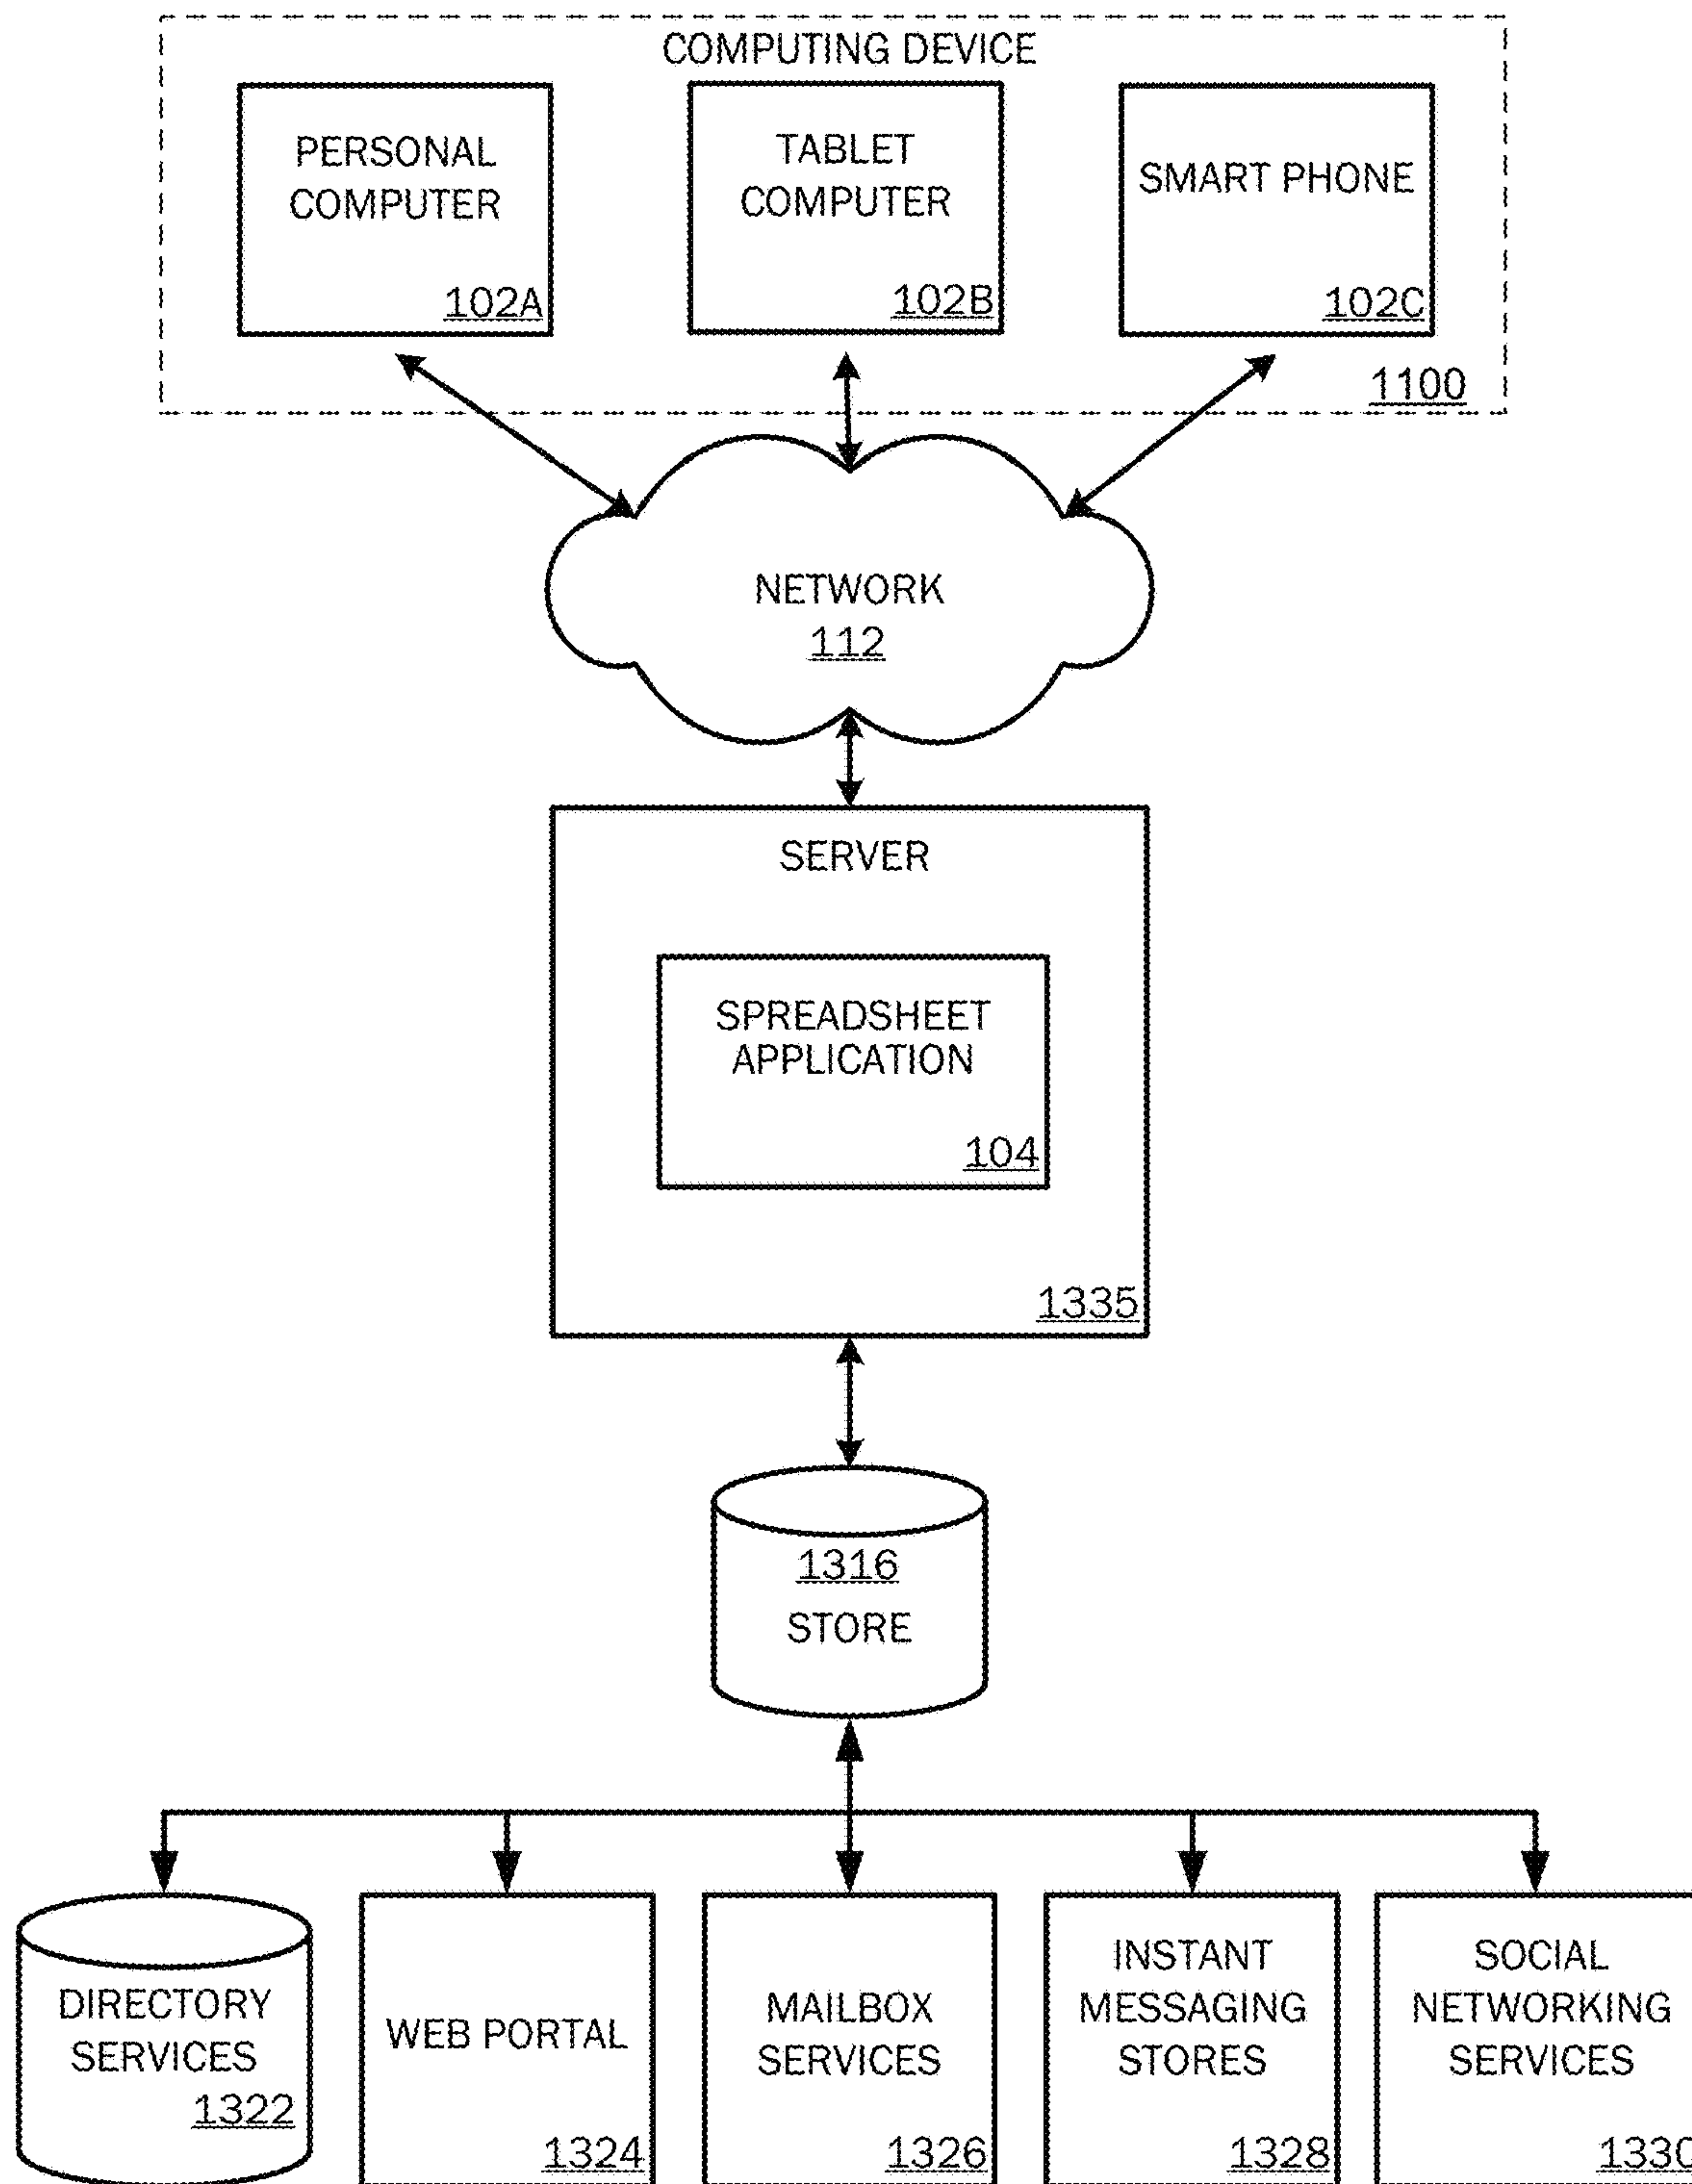 COMPUTING DEVICE
PERSONAL
COMPUTER
102A
TABLET
COMPUTER
102B
SMART PHONE
102C
1100
NETWORK
112
SERVER
SPREADSHEET
APPLICATION
104
1335
1316
STORE
DIRECTORY
SERVICES
1322
WEB PORTAL
1324
MAILBOX
SERVICES
1326
INSTANT
MESSAGING
STORES
1328
SOCIAL
NETWORKING
SERVICES
1330